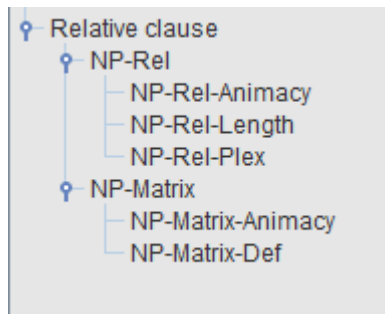 Relative clause
NP-Rel
NP-Rel-Animacy
NP-Rel-Length
NP-Rel-Plex
NP-Matrix
NP-Matrix-Animacy
NP-Matrix-Def